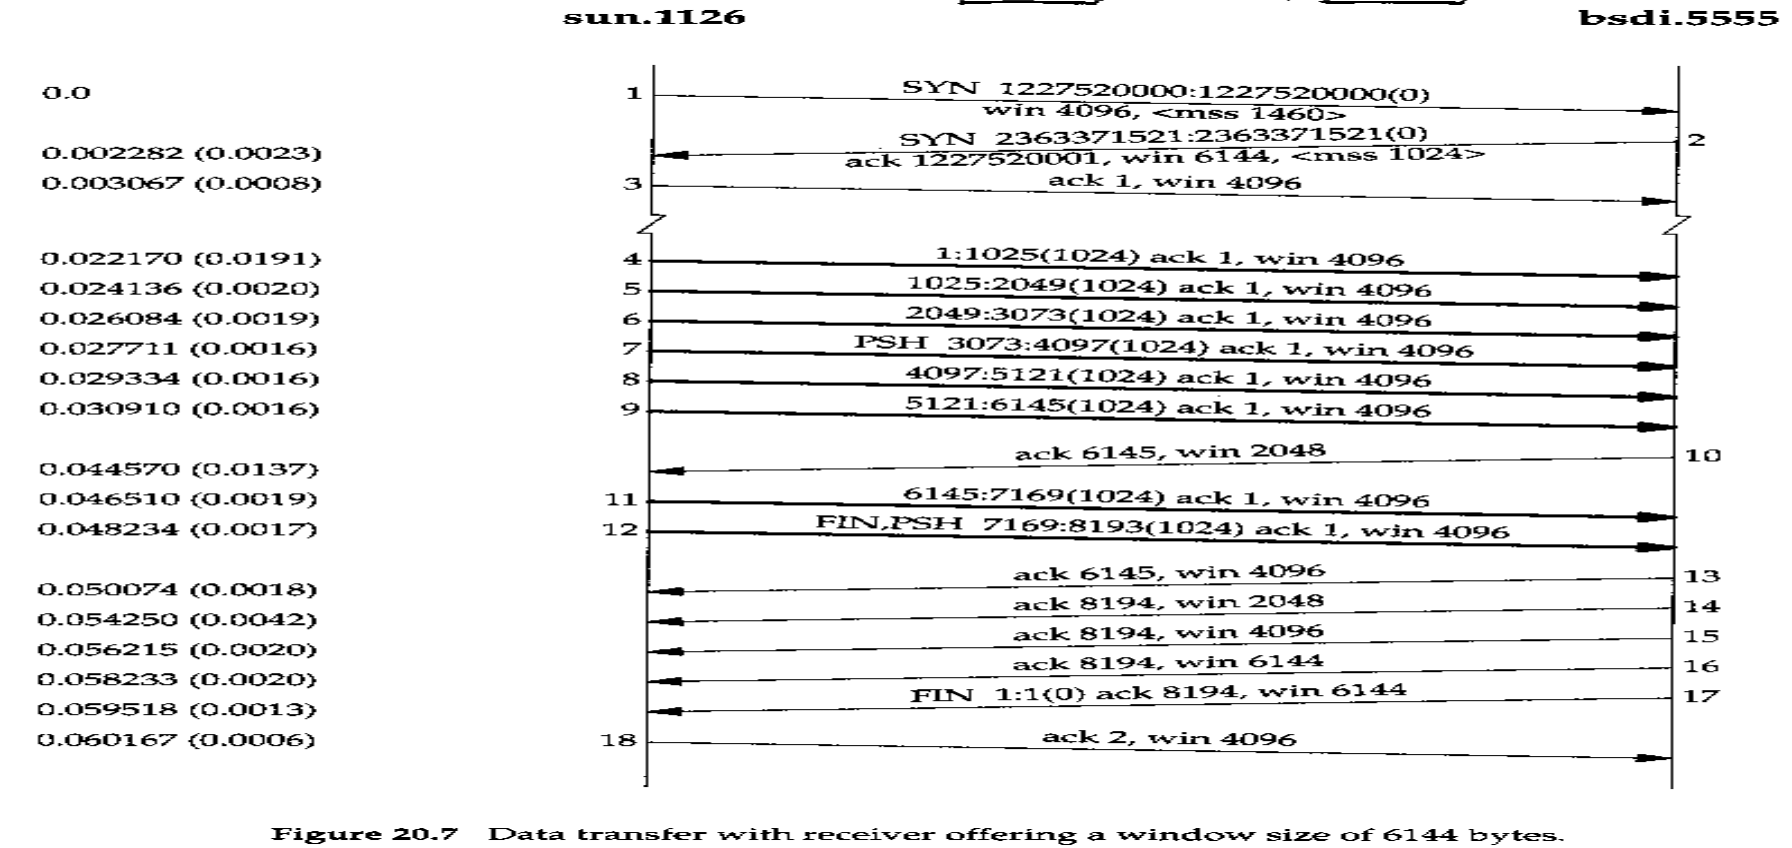 sun.1126 bsdi.5555
0.0 1 SYN 1227520000:1227520000(0)
win 4096, <mss 1460>
SYN 2363371521:2363371521(0) 2
0.002282 (0.0023) ack 1227520001, win 6144, <mss 1024>
0.003067 (0.0008) 3 ack 1, win 4096
0.022170 (0.0191) 4 1:1025(1024) ack 1, win 4096
0.024136 (0.0020) 5 1025:2049(1024) ack 1, win 4096
0.026084 (0.0019) 6 2049:3073(1024) ack 1, win 4096
0.027711 (0.0016) 7 PSH 3073:4097(1024) ack 1, win 4096
0.029334 (0.0016) 8 4097:5121(1024) ack 1, win 4096
0.030910 (0.0016) 9 5121:6145(1024) ack 1, win 4096
0.044570 (0.0137) ack 6145, win 2048 10
0.046510 (0.0019) 11 6145:7169(1024) ack 1, win 4096
0.048234 (0.0017) 12 FIN,PSH 7169:8193(1024) ack 1, win 4096
0.050074 (0.0018) ack 6145, win 4096 13
0.054250 (0.0042) ack 8194, win 2048 14
0.056215 (0.0020) ack 8194, win 4096 15
0.058233 (0.0020) ack 8194, win 6144 16
0.059518 (0.0013) FIN 1:1(0) ack 8194, win 6144 17
0.060167 (0.0006) 18 ack 2, win 4096
Figure 20.7 Data transfer with receiver offering a window size of 6144 bytes.